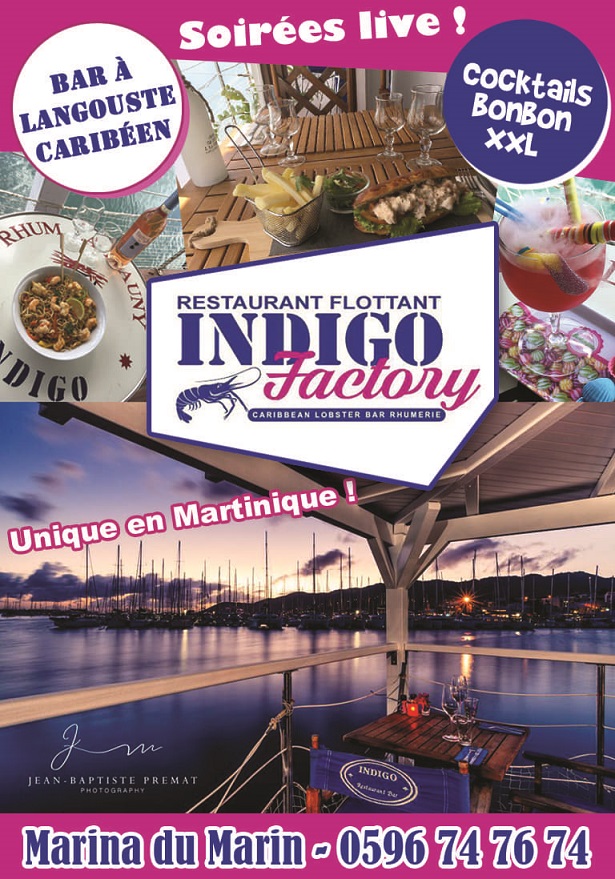 Soirées live !
BAR À
LANGOUSTE
CARIBÉEN
Cocktails
BonBon
XXL
RHUM
AUNY
INDIGO
RESTAURANT FLOTTANT
INDIGO
Factory
CARIBBEAN LOBSTER BAR RHUMERIE
Unique en Martinique !
JEAN-BAPTISTE PREMAT
PHOTOGRAPHY
INDIGO
Restaurant Bar
Marina du Marin - 0596 74 76 74